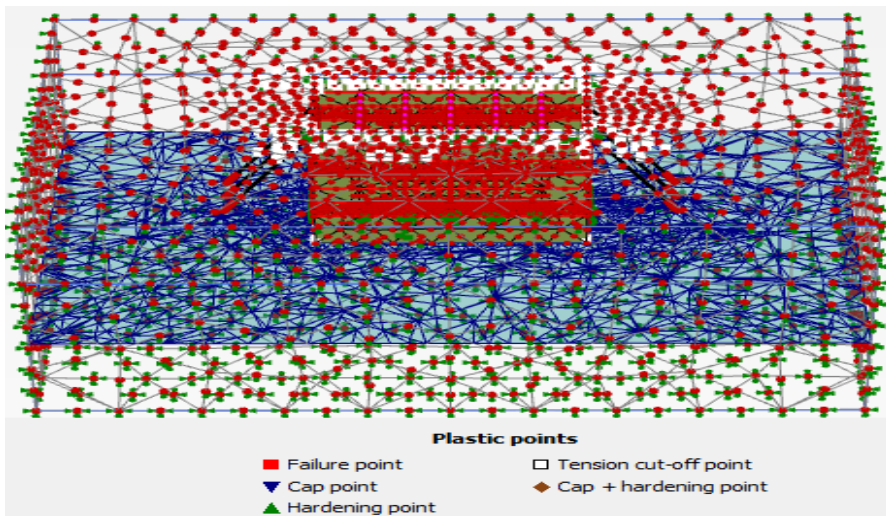 Plastic points
Failure point
Tension cut-off point
Cap point
Cap + hardening point
Hardening point